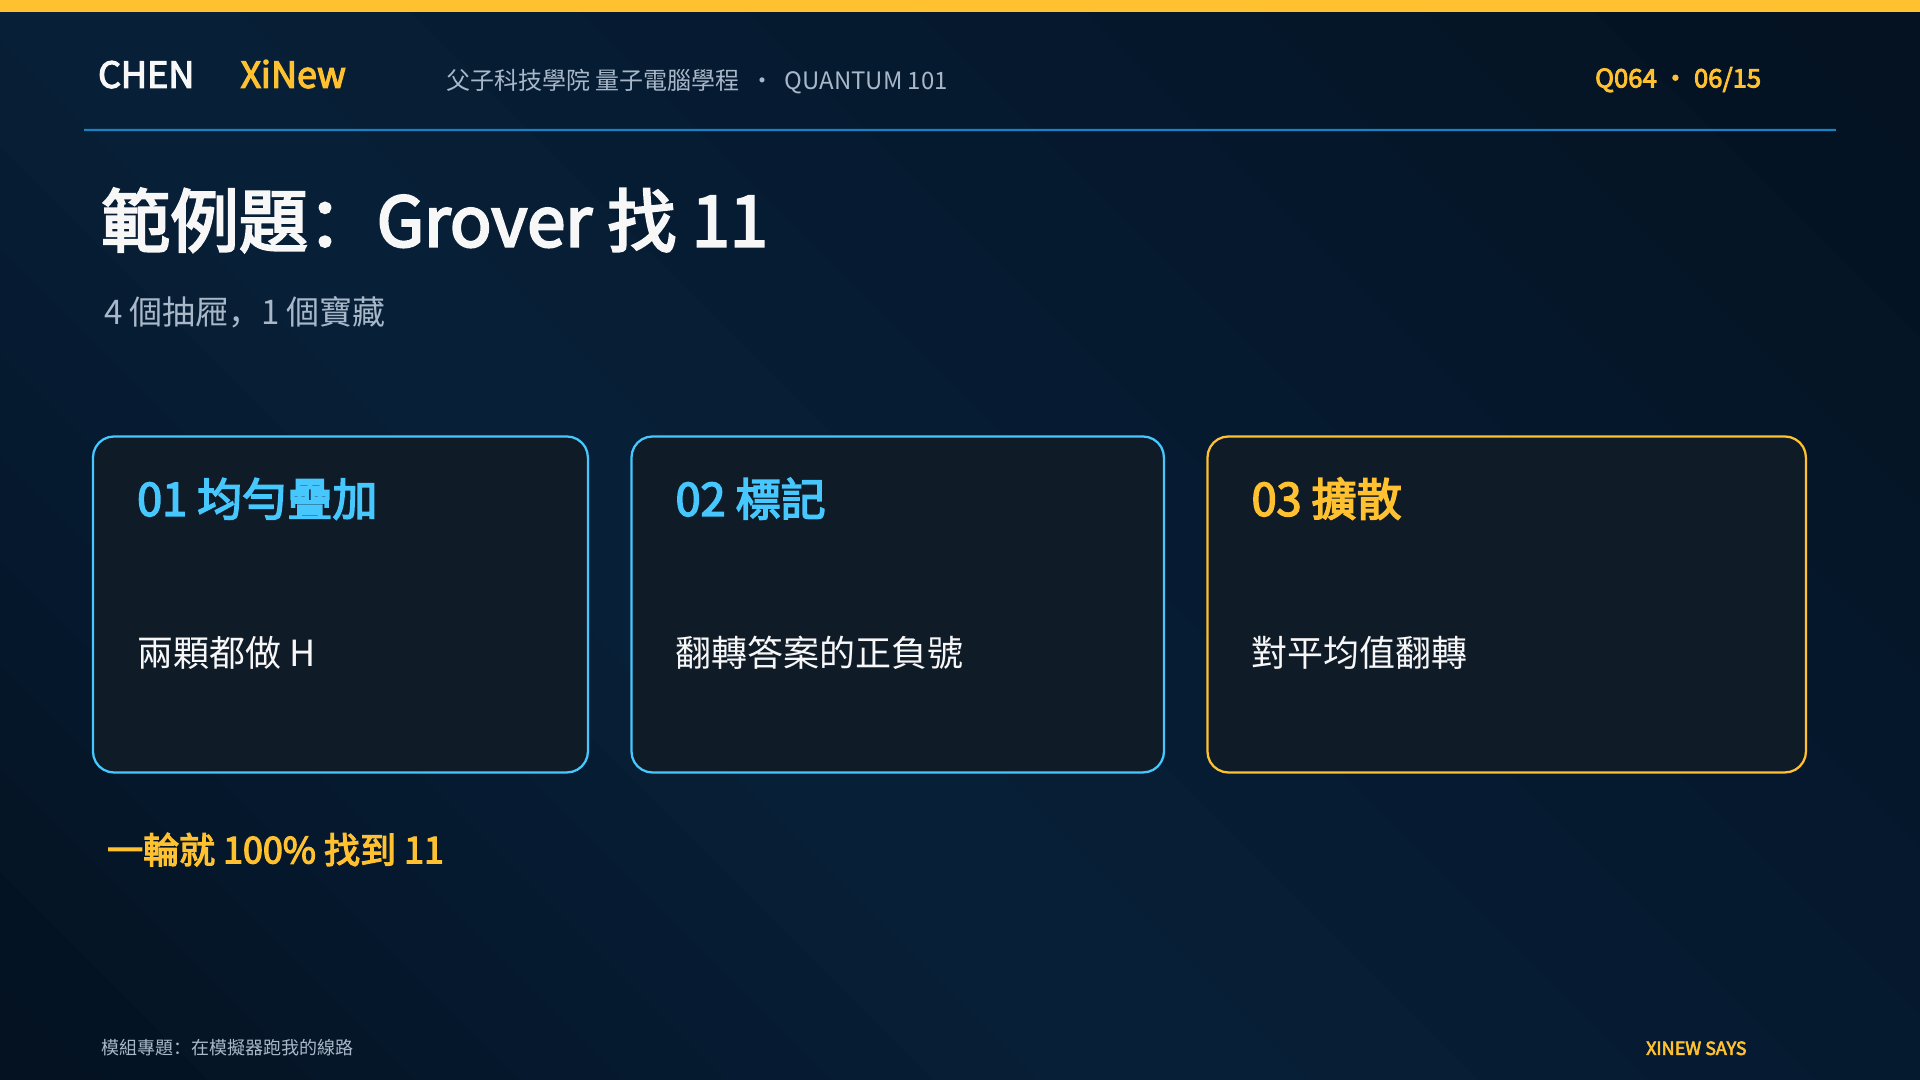 CHEN XiNew 父子科技學院 量子電腦學程 • QUANTUM 101 Q064 • 06/15
範例題：Grover 找 11
4 個抽屜，1 個寶藏
01 均勻疊加
兩顆都做 H
02 標記
翻轉答案的正負號
03 擴散
對平均值翻轉
一輪就 100% 找到 11
模組專題：在模擬器跑我的線路
XINEW SAYS